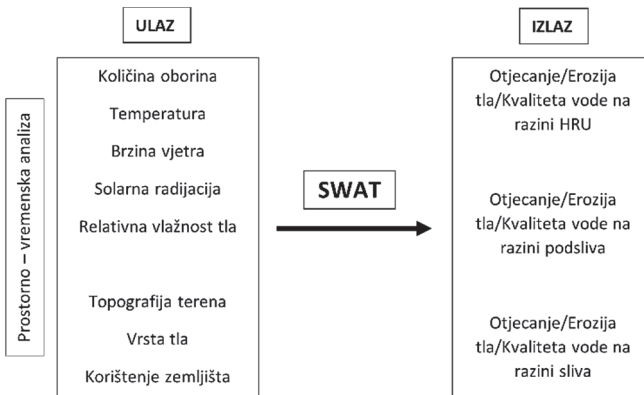 ULAZ
Prostorno – vremenska analiza
Količina oborina
Temperatura
Brzina vjetra
Solarna radijacija
Relativna vlažnost tla
Topografija terena
Vrsta tla
Korištenje zemljišta
SWAT
IZLAZ
Otjecanje/Erozija
tla/Kvaliteta vode na
razini HRU
Otjecanje/Erozija
tla/Kvaliteta vode na
razini podsliva
Otjecanje/Erozija
tla/Kvaliteta vode na
razini sliva